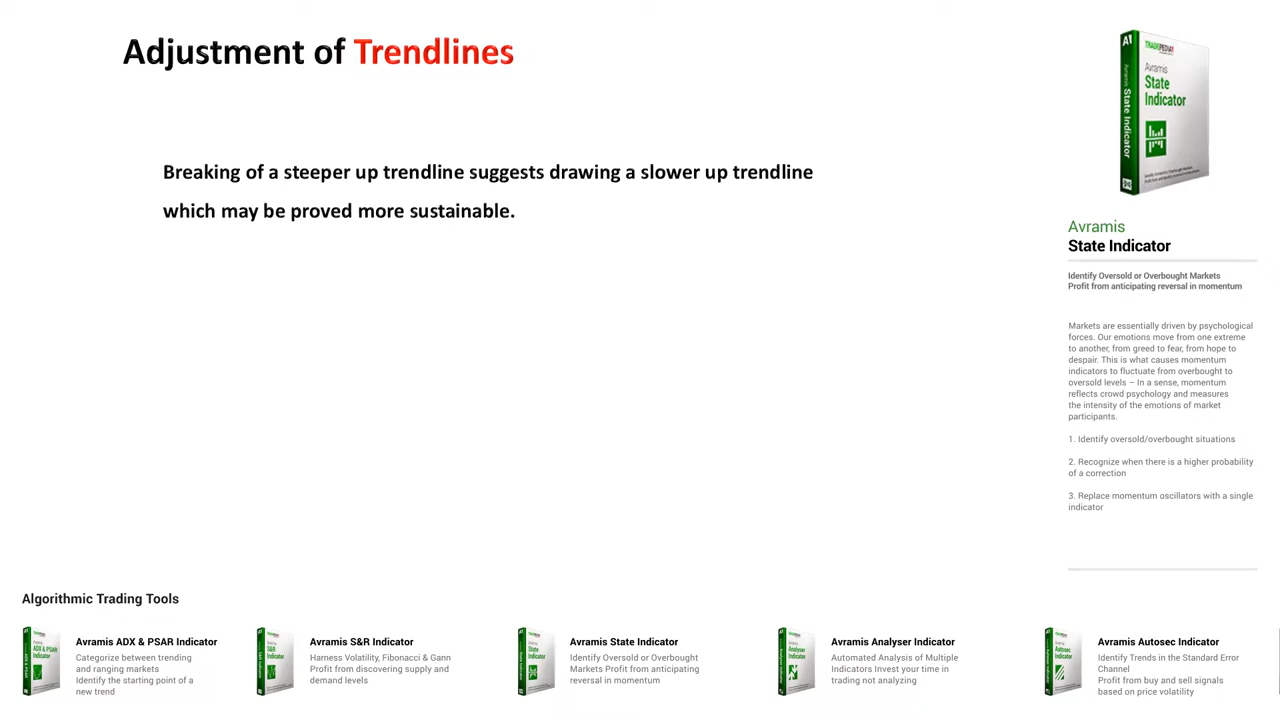 Adjustment of Trendlines
Breaking of a steeper up trendline suggests drawing a slower up trendline
which may be proved more sustainable.
A1
TRADEPEDIA
Avramis
State
Indicator
Avramis State Indicator
Avramis
State Indicator
Identify Oversold or Overbought Markets
Profit from anticipating reversal in momentum
Markets are essentially driven by psychological
forces. Our emotions move from one extreme
to another, from greed to fear, from hope to
despair. This is what causes momentum
indicators to fluctuate from overbought to
oversold levels – In a sense, momentum
reflects crowd psychology and measures
the intensity of the emotions of market
participants.
1. Identify oversold/overbought situations
2. Recognize when there is a higher probability
of a correction
3. Replace momentum oscillators with a single
indicator
Algorithmic Trading Tools
Avramis ADX & PSAR Indicator
Categorize between trending
and ranging markets
Identify the starting point of a
new trend
Avramis S&R Indicator
Harness Volatility, Fibonacci & Gann
Profit from discovering supply and
demand levels
Avramis State Indicator
Identify Oversold or Overbought
Markets Profit from anticipating
reversal in momentum
Avramis Analyser Indicator
Automated Analysis of Multiple
Indicators Invest your time in
trading not analyzing
Avramis Autosec Indicator
Identify Trends in the Standard Error
Channel
Profit from buy and sell signals
based on price volatility